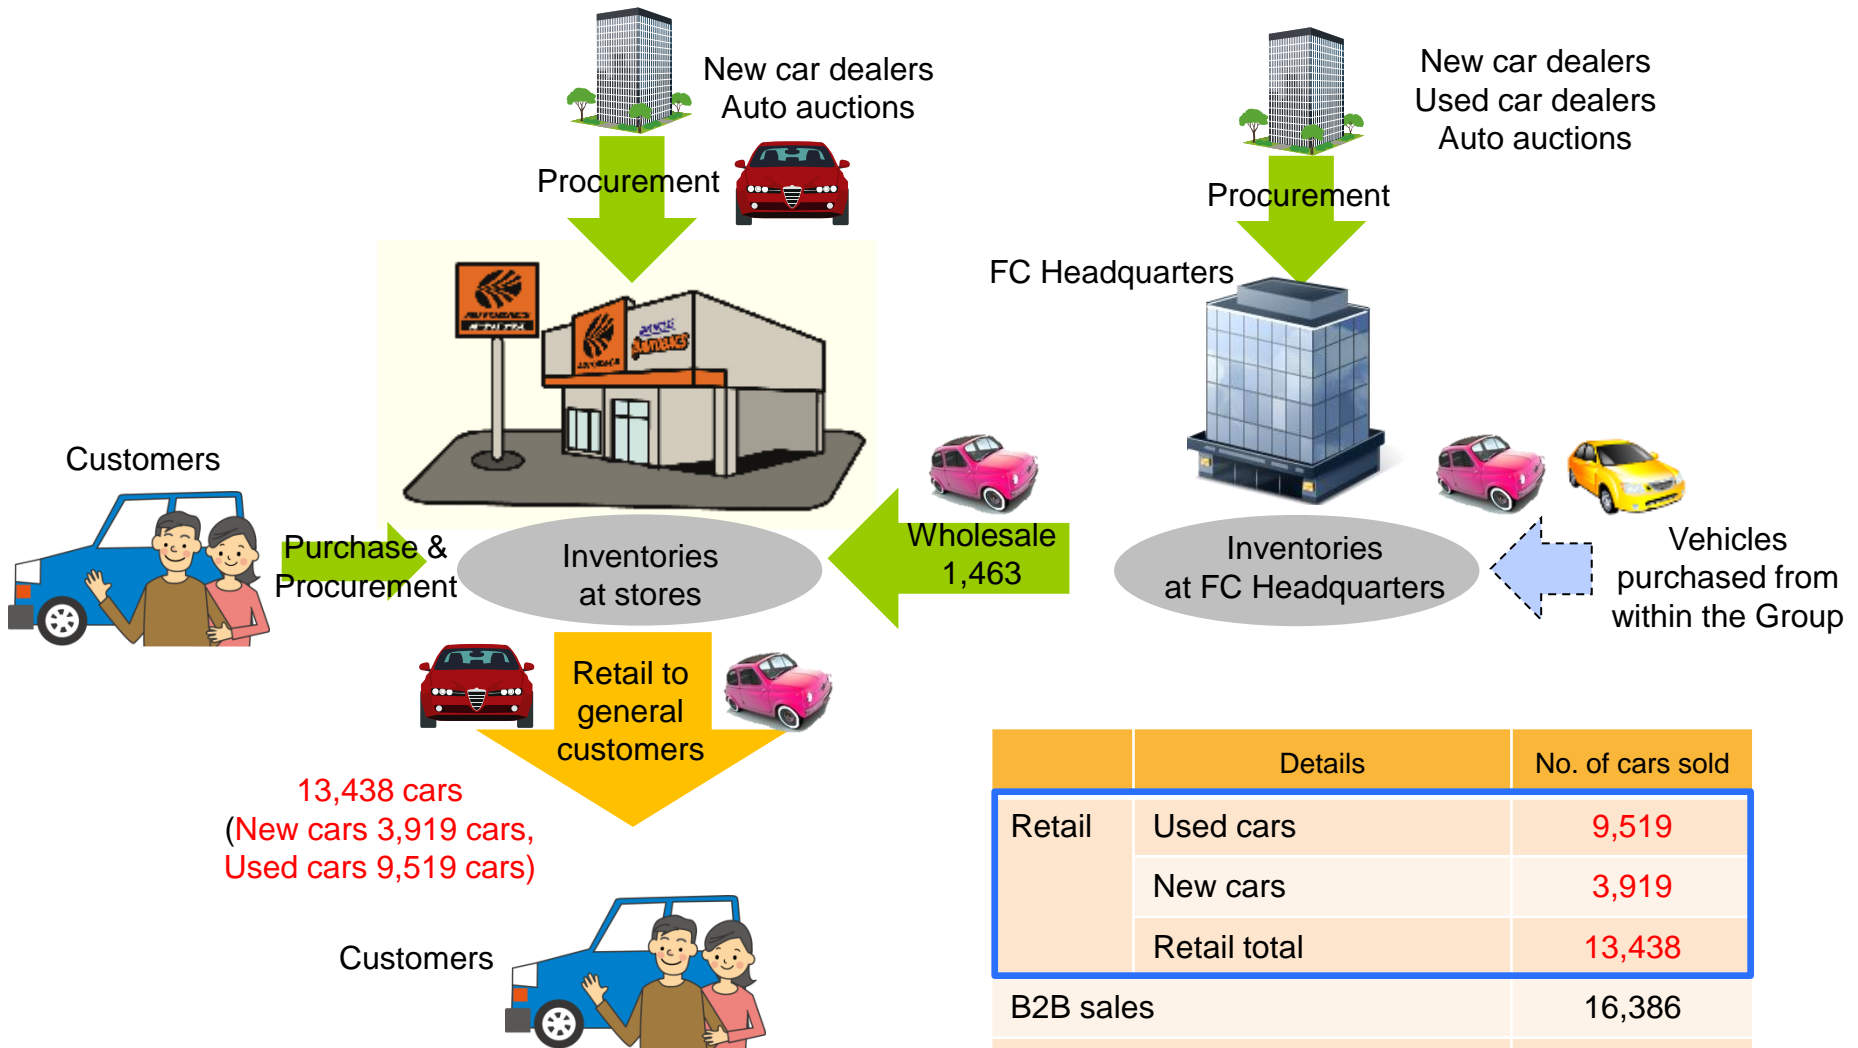 New car dealers
Auto auctions
New car dealers
Used car dealers
Auto auctions
Procurement
Procurement
FC Headquarters
AUTOBACS
Customers
Purchase &
Procurement
Inventories
at stores
Wholesale
1,463
Inventories
at FC Headquarters
Vehicles
purchased from
within the Group
Retail to
general
customers
13,438 cars
(New cars 3,919 cars,
Used cars 9,519 cars)
Customers
Details No. of cars sold
Retail Used cars 9,519
New cars 3,919
Retail total 13,438
B2B sales 16,386